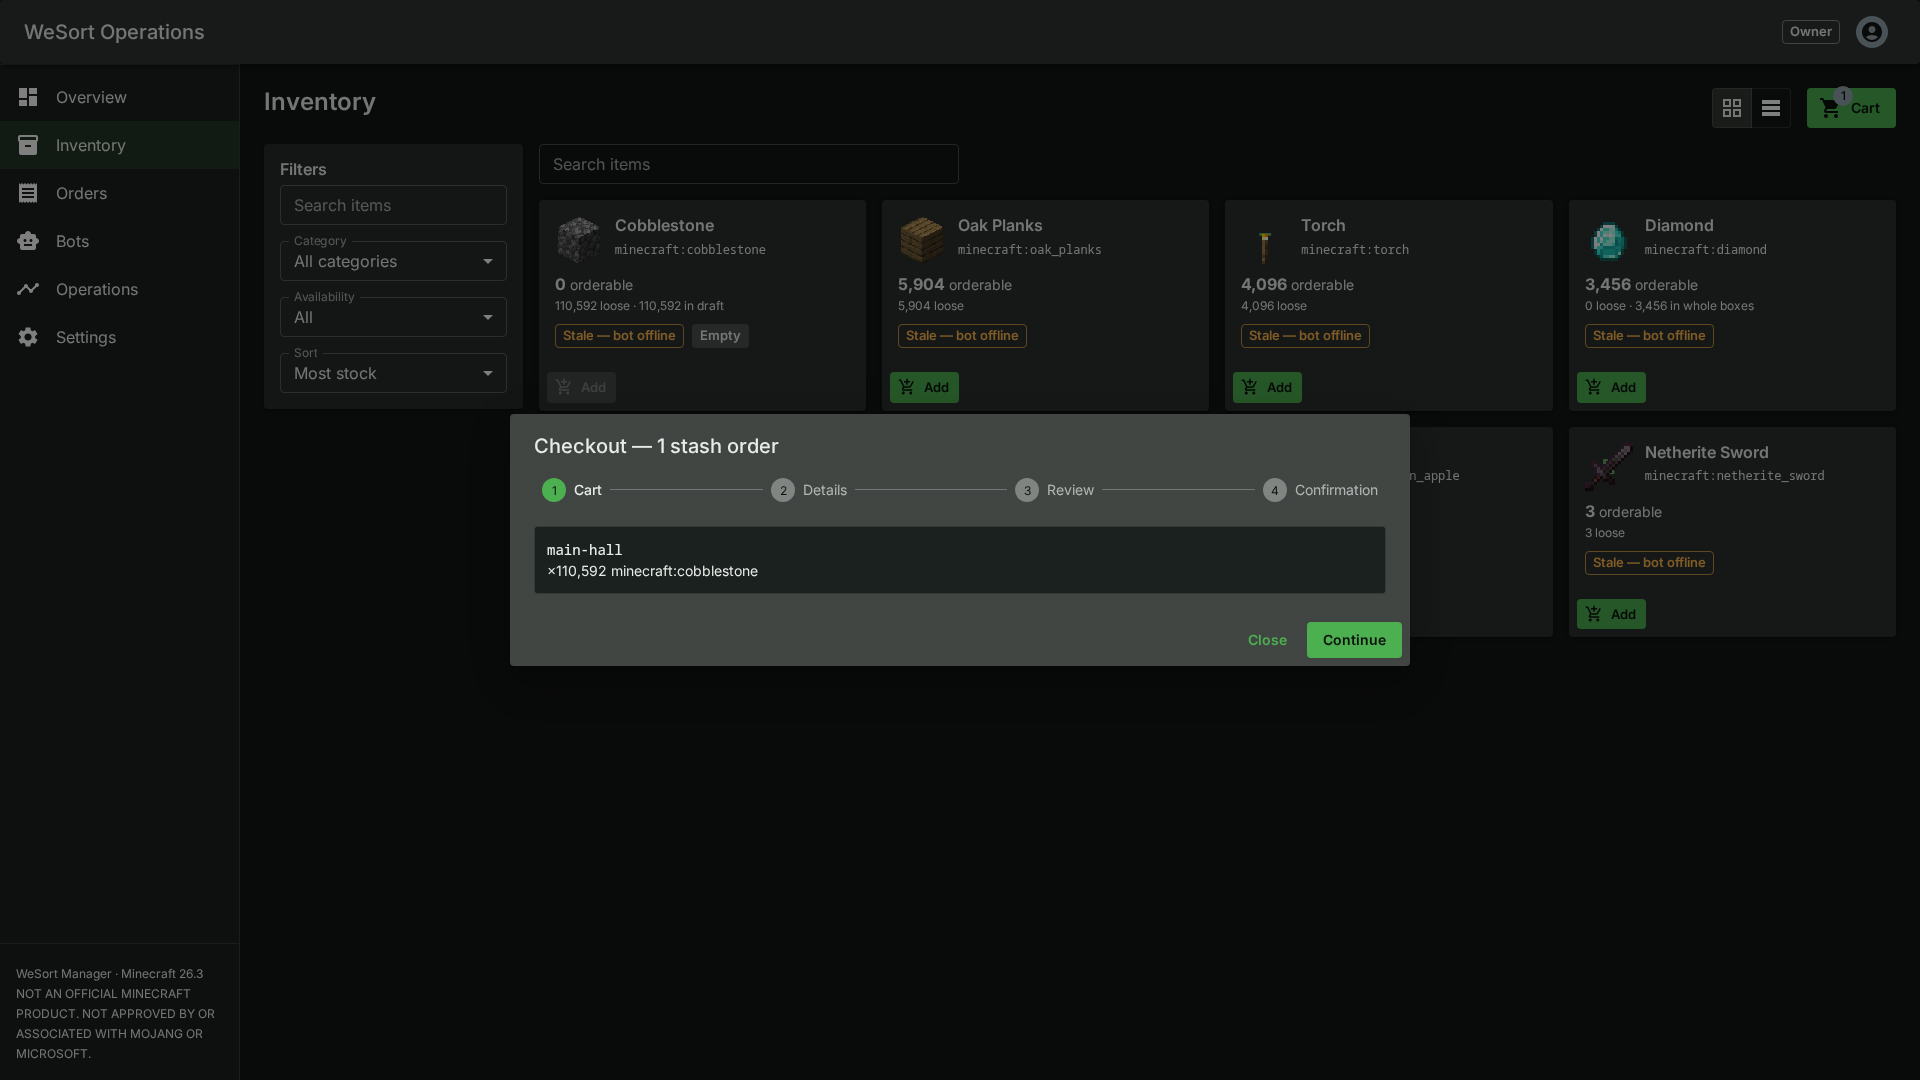 WeSort Operations
Owner
Overview
Inventory
Orders
Bots
Operations
Settings
WeSort Manager · Minecraft 26.3
NOT AN OFFICIAL MINECRAFT
PRODUCT. NOT APPROVED BY OR
ASSOCIATED WITH MOJANG OR
MICROSOFT.
Inventory
1
Cart
Filters
Search items
Category
All categories
Availability
All
Sort
Most stock
Search items
Cobblestone
minecraft:cobblestone
0 orderable
110,592 loose · 110,592 in draft
Stale — bot offline
Empty
Add
Oak Planks
minecraft:oak_planks
5,904 orderable
5,904 loose
Stale — bot offline
Add
Torch
minecraft:torch
4,096 orderable
4,096 loose
Stale — bot offline
Add
Diamond
minecraft:diamond
3,456 orderable
0 loose · 3,456 in whole boxes
Stale — bot offline
Add
n_apple
Netherite Sword
minecraft:netherite_sword
3 orderable
3 loose
Stale — bot offline
Add
Checkout — 1 stash order
1 Cart
2 Details
3 Review
4 Confirmation
main-hall
×110,592 minecraft:cobblestone
Close
Continue